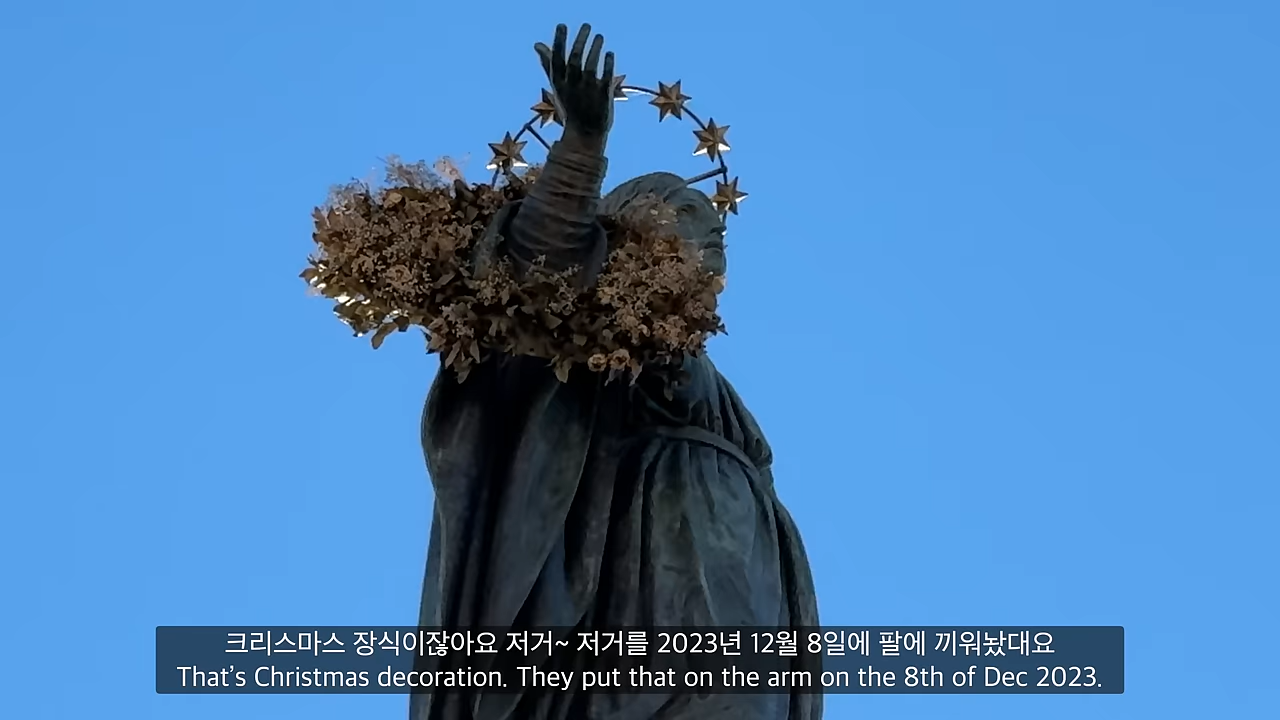 크리스마스 장식이잖아요 저거~ 저거를 2023년 12월 8일에 팔에 끼워놨대요
That’s Christmas decoration. They put that on the arm on the 8th of Dec 2023.